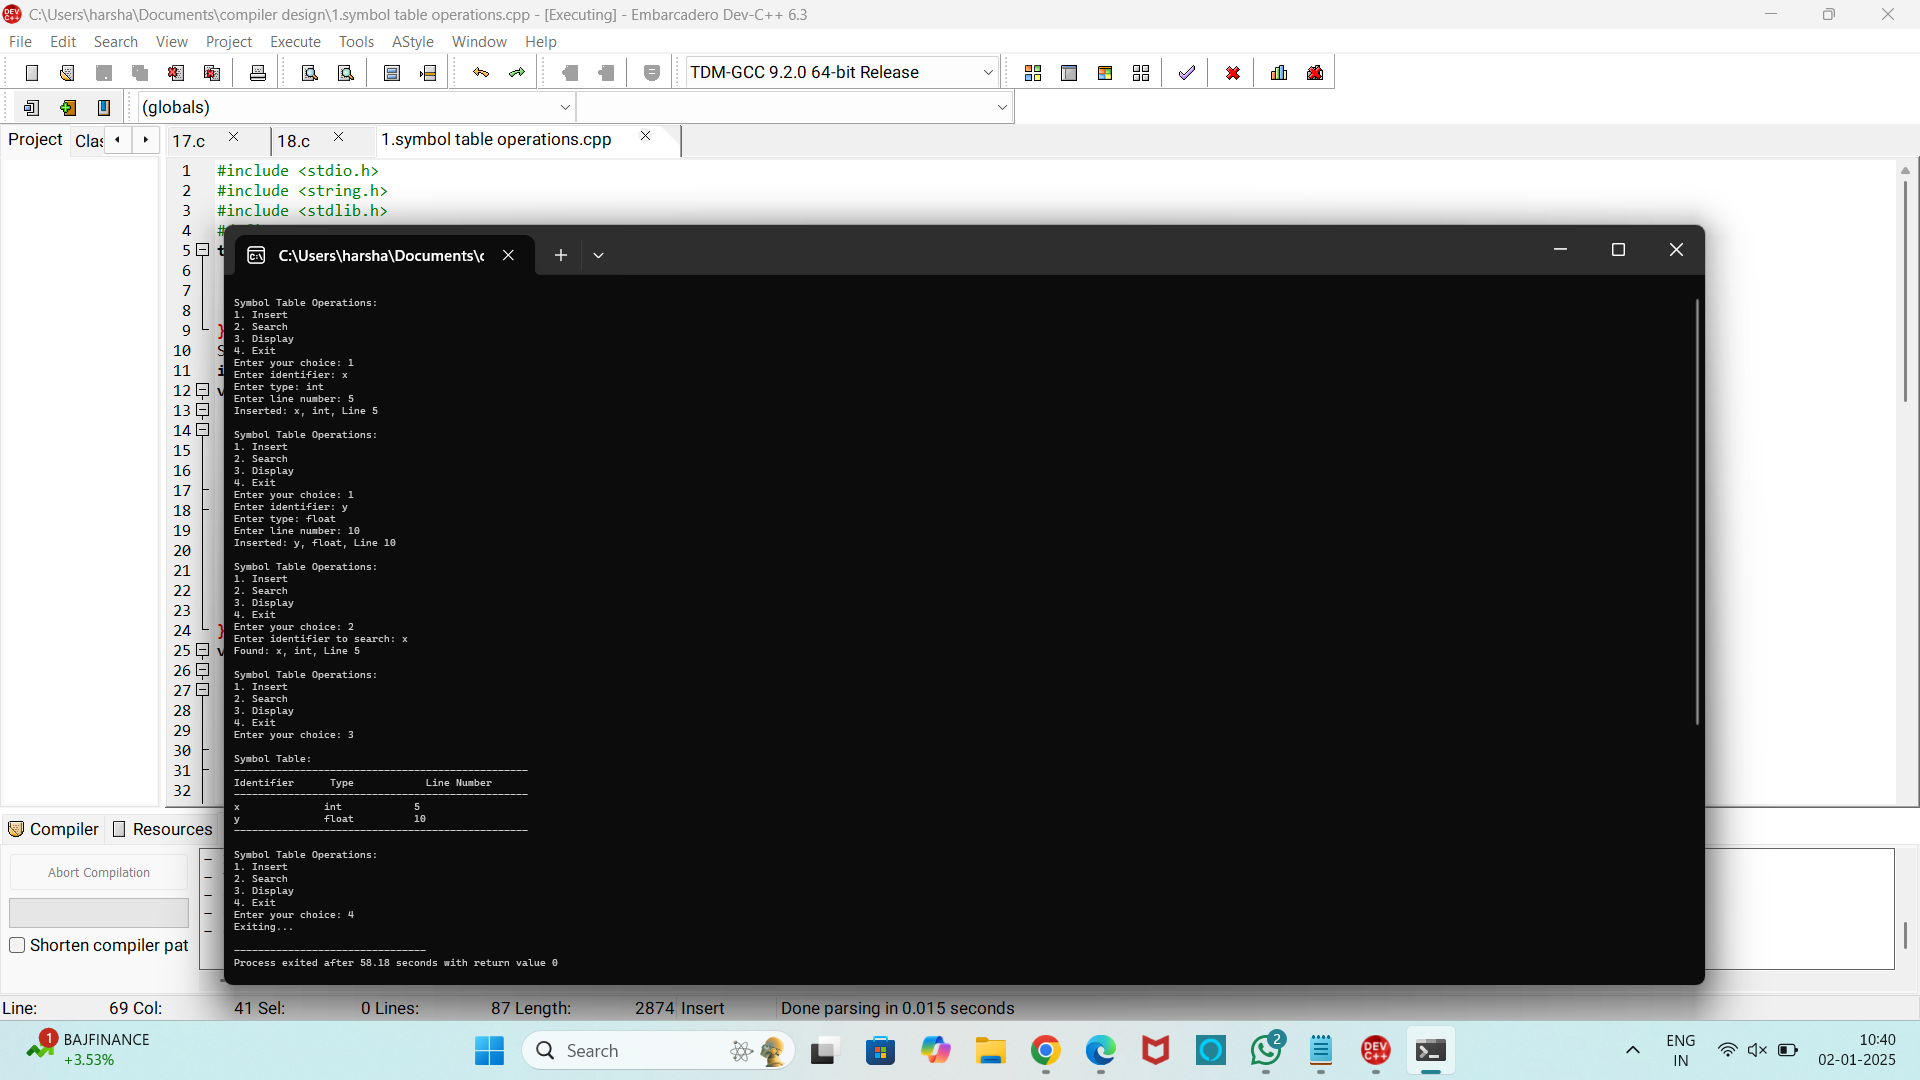 C:\Users\harsha\Documents\compiler design\1.symbol table operations.cpp - [Executing] - Embarcadero Dev-C++ 6.3
File Edit Search View Project Execute Tools AStyle Window Help
TDM-GCC 9.2.0 64-bit Release
(globals)
Project Clas 17.c 18.c 1.symbol table operations.cpp
1 #include <stdio.h>
2 #include <string.h>
3 #include <stdlib.h>
4 #
5 t
6
7
8
9 }
10 S
11 i
12 v
13
14
15
16
17
18
19
20
21
22
23
24 }
25 v
26
27
28
29
30
31
32
C:\Users\harsha\Documents\c
Symbol Table Operations:
1. Insert
2. Search
3. Display
4. Exit
Enter your choice: 1
Enter identifier: x
Enter type: int
Enter line number: 5
Inserted: x, int, Line 5
Symbol Table Operations:
1. Insert
2. Search
3. Display
4. Exit
Enter your choice: 1
Enter identifier: y
Enter type: float
Enter line number: 10
Inserted: y, float, Line 10
Symbol Table Operations:
1. Insert
2. Search
3. Display
4. Exit
Enter your choice: 2
Enter identifier to search: x
Found: x, int, Line 5
Symbol Table Operations:
1. Insert
2. Search
3. Display
4. Exit
Enter your choice: 3
Symbol Table:
--------------------------------------------------
Identifier Type Line Number
--------------------------------------------------
x int 5
y float 10
--------------------------------------------------
Symbol Table Operations:
1. Insert
2. Search
3. Display
4. Exit
Enter your choice: 4
Exiting...
--------------------------------
Process exited after 58.18 seconds with return value 0
Compiler Resources
Abort Compilation
Shorten compiler pat
Line: 69 Col: 41 Sel: 0 Lines: 87 Length: 2874 Insert Done parsing in 0.015 seconds
1 BAJFINANCE
+3.53%
Search
DEV C++
2
ENG
IN
10:40
02-01-2025